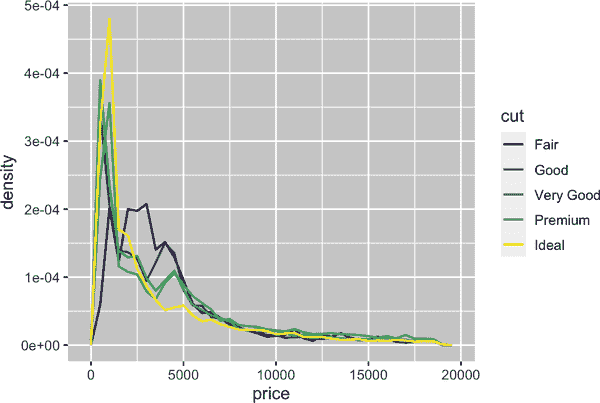 5e-04
4e-04
3e-04
2e-04
1e-04
0e+00
density
0 5000 10000 15000 20000
price
cut
Fair
Good
Very Good
Premium
Ideal